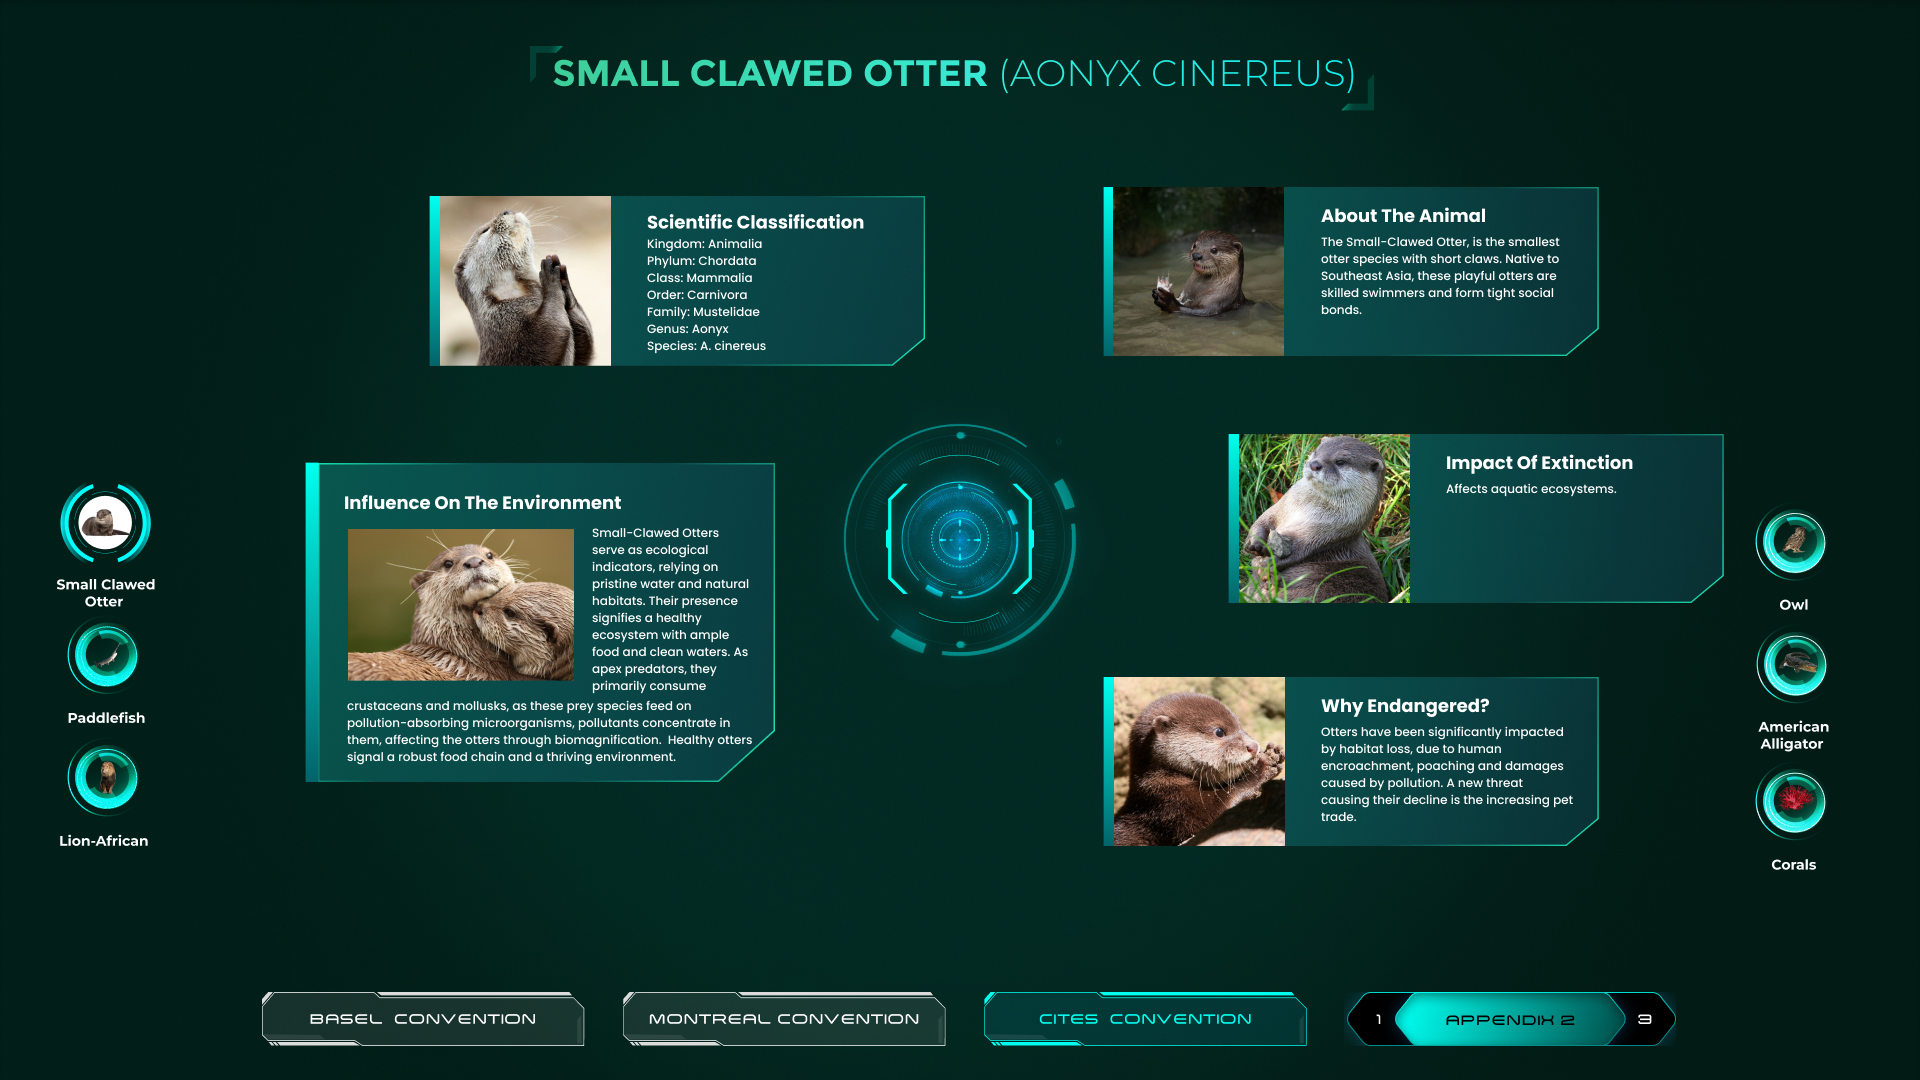 SMALL CLAWED OTTER (AONYX CINEREUS)
Scientific Classification
Kingdom: Animalia
Phylum: Chordata
Class: Mammalia
Order: Carnivora
Family: Mustelidae
Genus: Aonyx
Species: A. cinereus
About The Animal
The Small-Clawed Otter, is the smallest
otter species with short claws. Native to
Southeast Asia, these playful otters are
skilled swimmers and form tight social
bonds.
Influence On The Environment
Small-Clawed Otters
serve as ecological
indicators, relying on
pristine water and natural
habitats. Their presence
signifies a healthy
ecosystem with ample
food and clean waters. As
apex predators, they
primarily consume
crustaceans and mollusks, as these prey species feed on
pollution-absorbing microorganisms, pollutants concentrate in
them, affecting the otters through biomagnification.  Healthy otters
signal a robust food chain and a thriving environment.
Impact Of Extinction
Affects aquatic ecosystems.
Why Endangered?
Otters have been significantly impacted
by habitat loss, due to human
encroachment, poaching and damages
caused by pollution. A new threat
causing their decline is the increasing pet
trade.
Small Clawed
Otter
Paddlefish
Lion-African
Owl
American
Alligator
Corals
BASEL CONVENTION
MONTREAL CONVENTION
CITES CONVENTION
1
APPENDIX 2
3